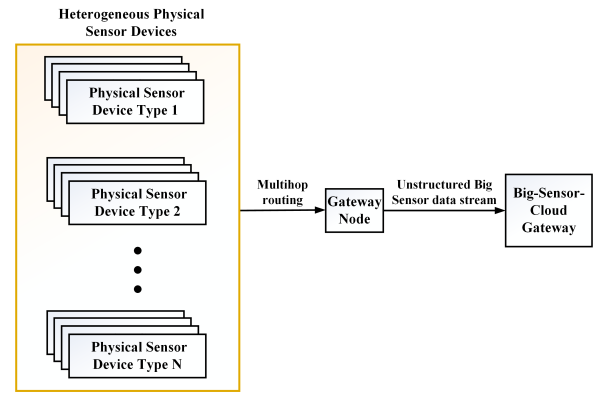 Heterogeneous Physical
Sensor Devices
Physical Sensor
Device Type 1
Physical Sensor
Device Type 2
Physical Sensor
Device Type N
Multihop
routing
Gateway
Node
Unstructured Big
Sensor data stream
Big-Sensor-
Cloud
Gateway